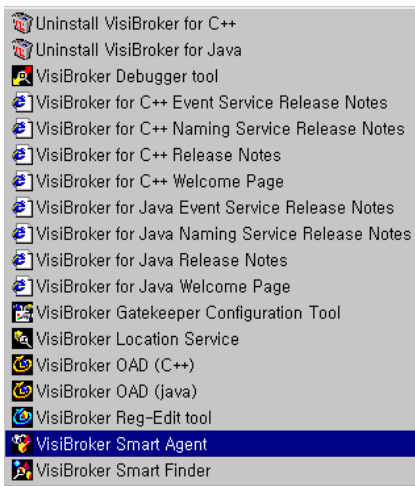 Uninstall VisiBroker for C++
Uninstall VisiBroker for Java
VisiBroker Debugger tool
VisiBroker for C++ Event Service Release Notes
VisiBroker for C++ Naming Service Release Notes
VisiBroker for C++ Release Notes
VisiBroker for C++ Welcome Page
VisiBroker for Java Event Service Release Notes
VisiBroker for Java Naming Service Release Notes
VisiBroker for Java Release Notes
VisiBroker for Java Welcome Page
VisiBroker Gatekeeper Configuration Tool
VisiBroker Location Service
VisiBroker OAD (C++)
VisiBroker OAD (java)
VisiBroker Reg-Edit tool
VisiBroker Smart Agent
VisiBroker Smart Finder